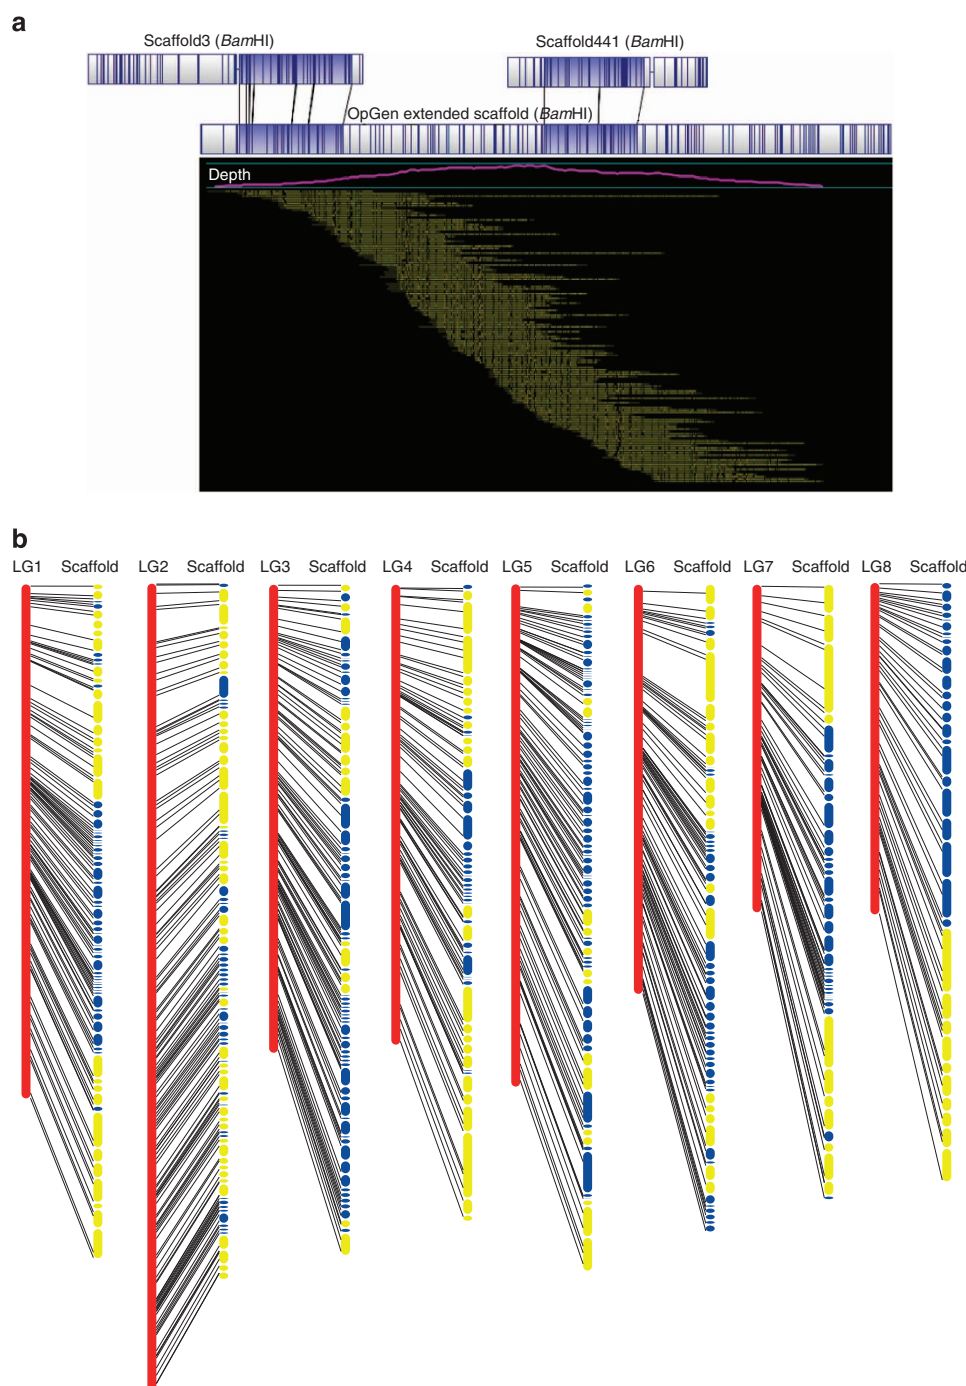 a
Scaffold3 (BamHI)
Scaffold441 (BamHI)
OpGen extended scaffold (BamHI)
Depth
b
LG1 Scaffold LG2 Scaffold LG3 Scaffold LG4 Scaffold LG5 Scaffold LG6 Scaffold LG7 Scaffold LG8 Scaffold